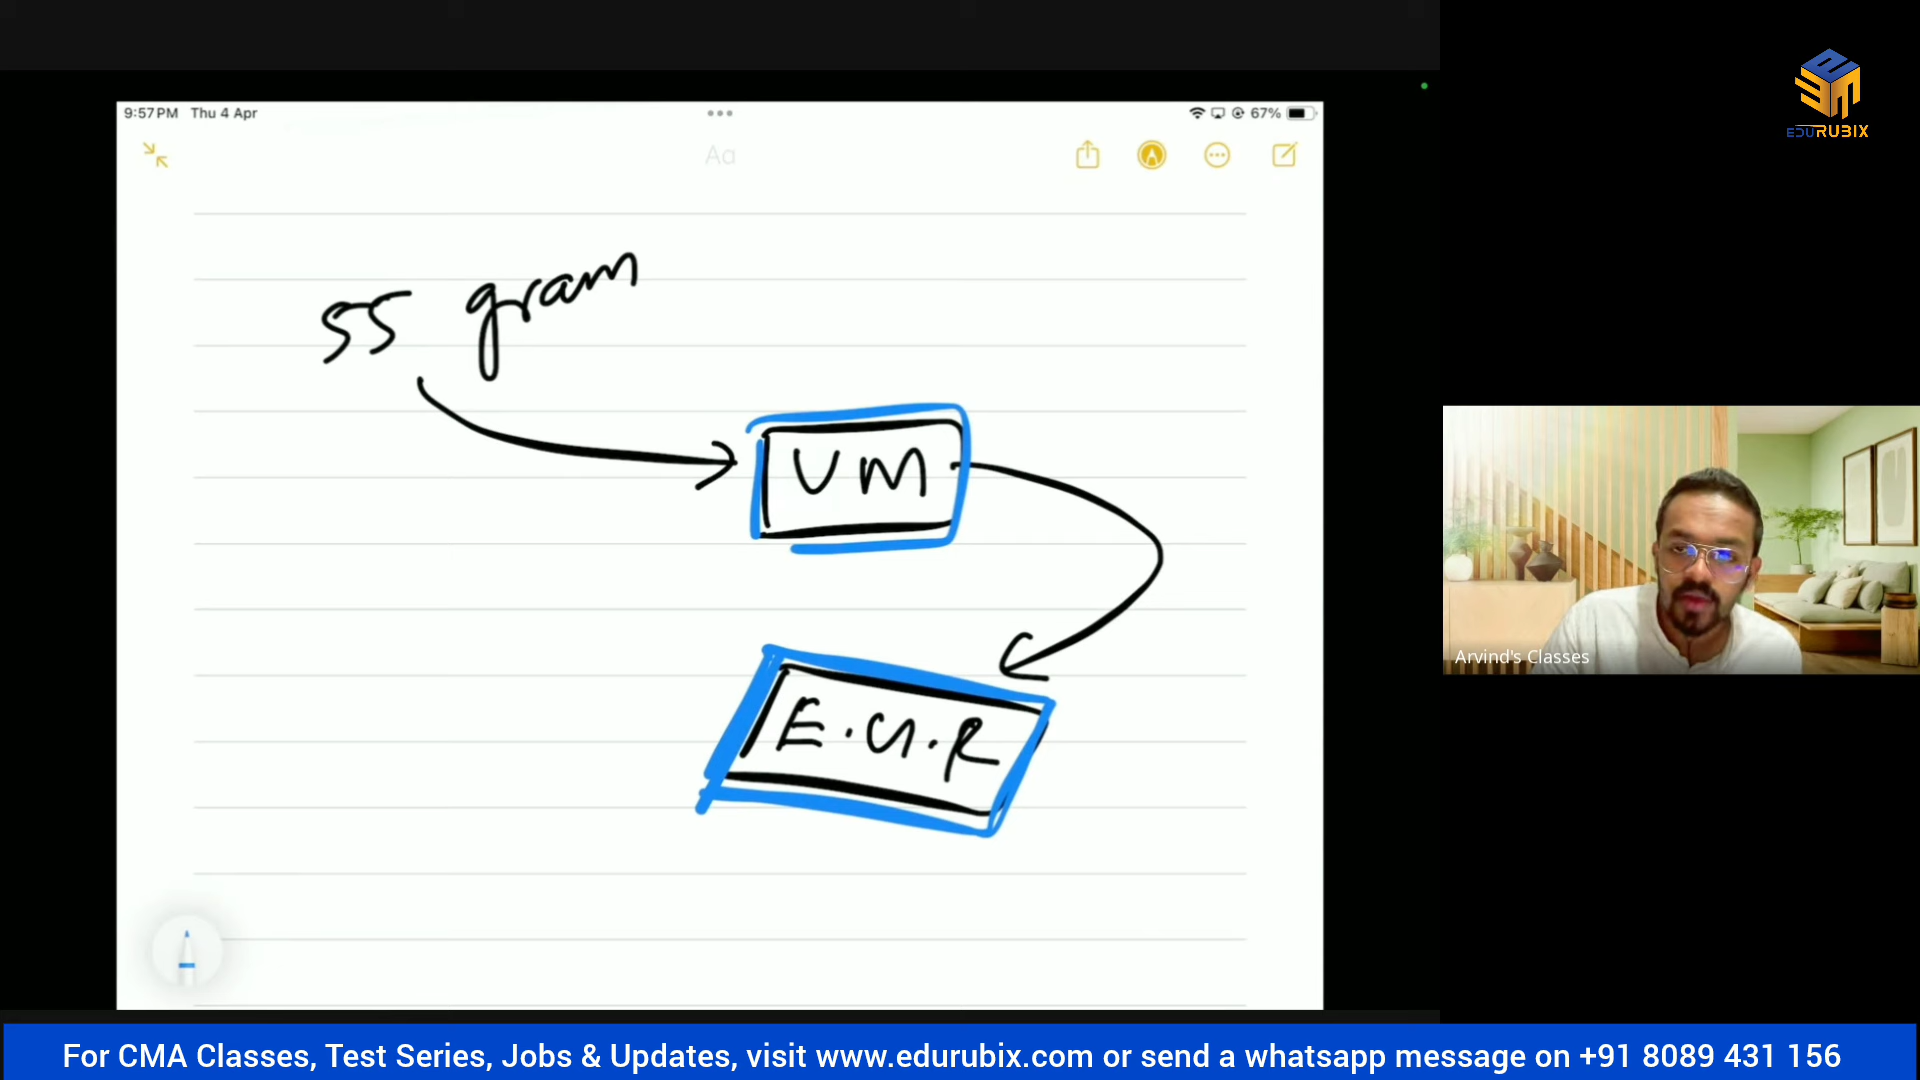 9:57 PM Thu 4 Apr
67%
Aa
55 gram
VM
E.U.R
EDURUBIX
Arvind's Classes
For CMA Classes, Test Series, Jobs & Updates, visit www.edurubix.com or send a whatsapp message on +91 8089 431 156